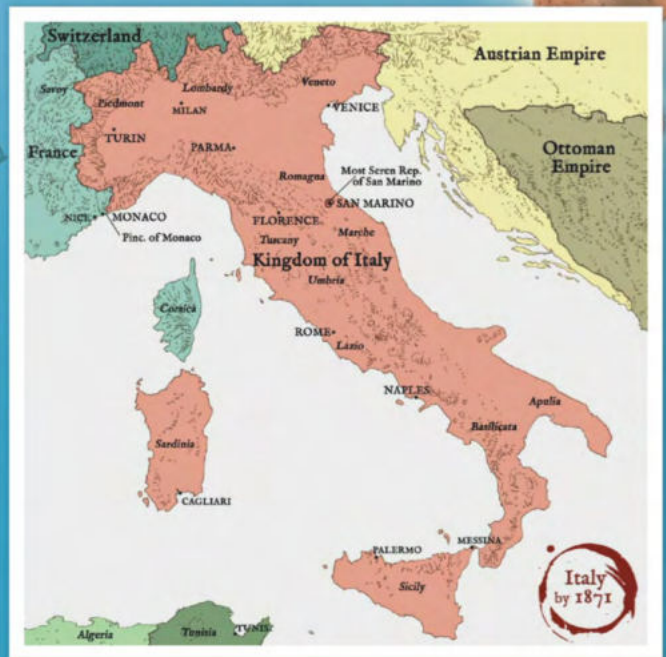 Switzerland
Austrian Empire
Savoy
Lombardy
Veneto
Piedmont
MILAN
VENICE
TURIN
PARMA
France
Ottoman
Empire
Romagna
Most Seren Rep.
of San Marino
SAN MARINO
NICE
MONACO
Pinc. of Monaco
FLORENCE
Tuscany
Marche
Kingdom of Italy
Umbria
Corsica
ROME
Lazio
NAPLES
Apulia
Basilicata
Sardinia
CAGLIARI
MESSINA
PALERMO
Sicily
Italy
by 1871
Algeria
Tunisia
TUNIS